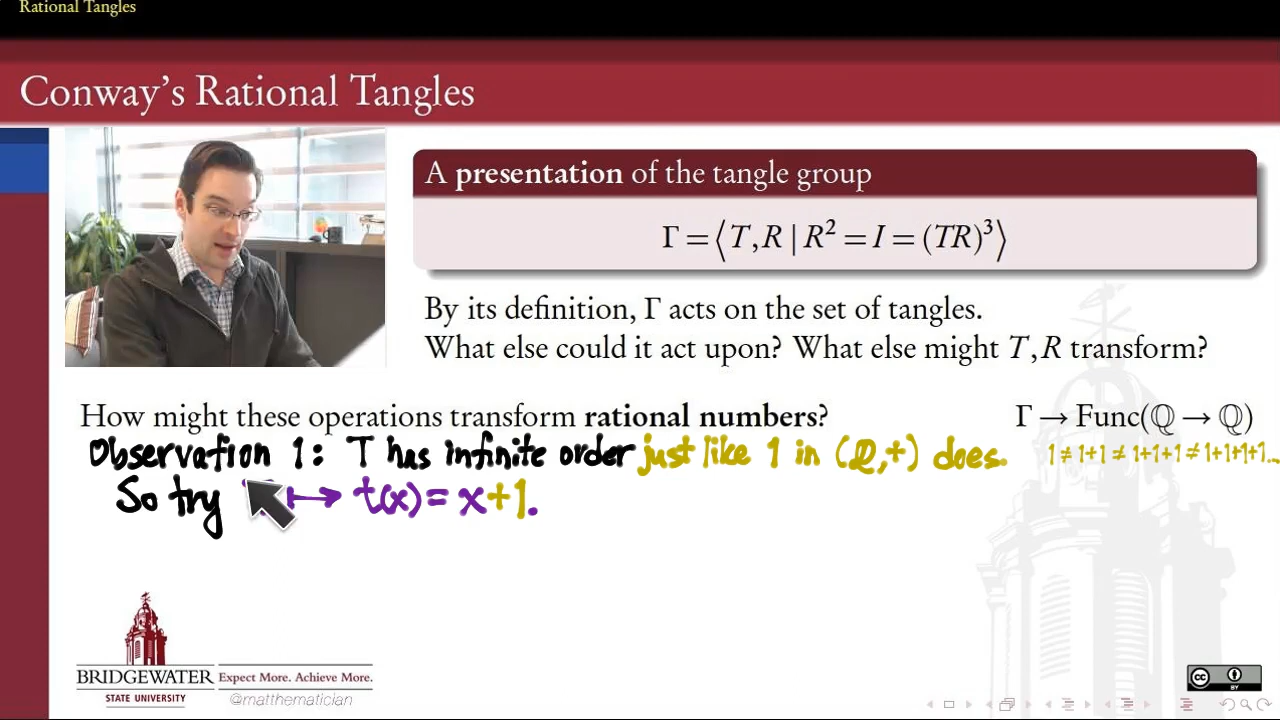 Rational Tangles
Conway's Rational Tangles
A presentation of the tangle group
Γ = ⟨T, R | R² = I = (TR)³⟩
By its definition, Γ acts on the set of tangles.
What else could it act upon? What else might T, R transform?
How might these operations transform rational numbers?
Γ → Func(ℚ → ℚ)
Observation 1: T has infinite order just like 1 in (ℚ,+) does.
1 ≠ 1+1 ≠ 1+1+1 ≠ 1+1+1+1...
So try ↦ t(x) = x+1.
BRIDGEWATER
STATE UNIVERSITY
Expect More. Achieve More.
@matthematician
cc
BY